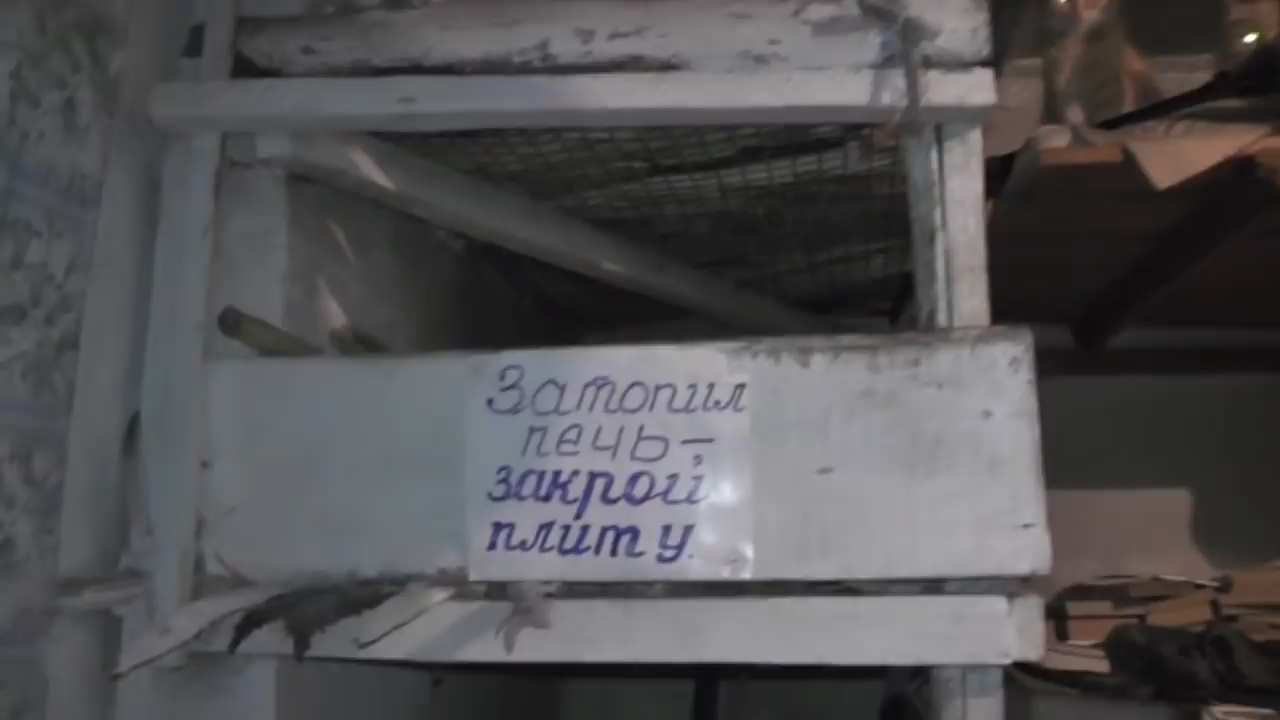 Затопил
печь-
закрой
плиту.